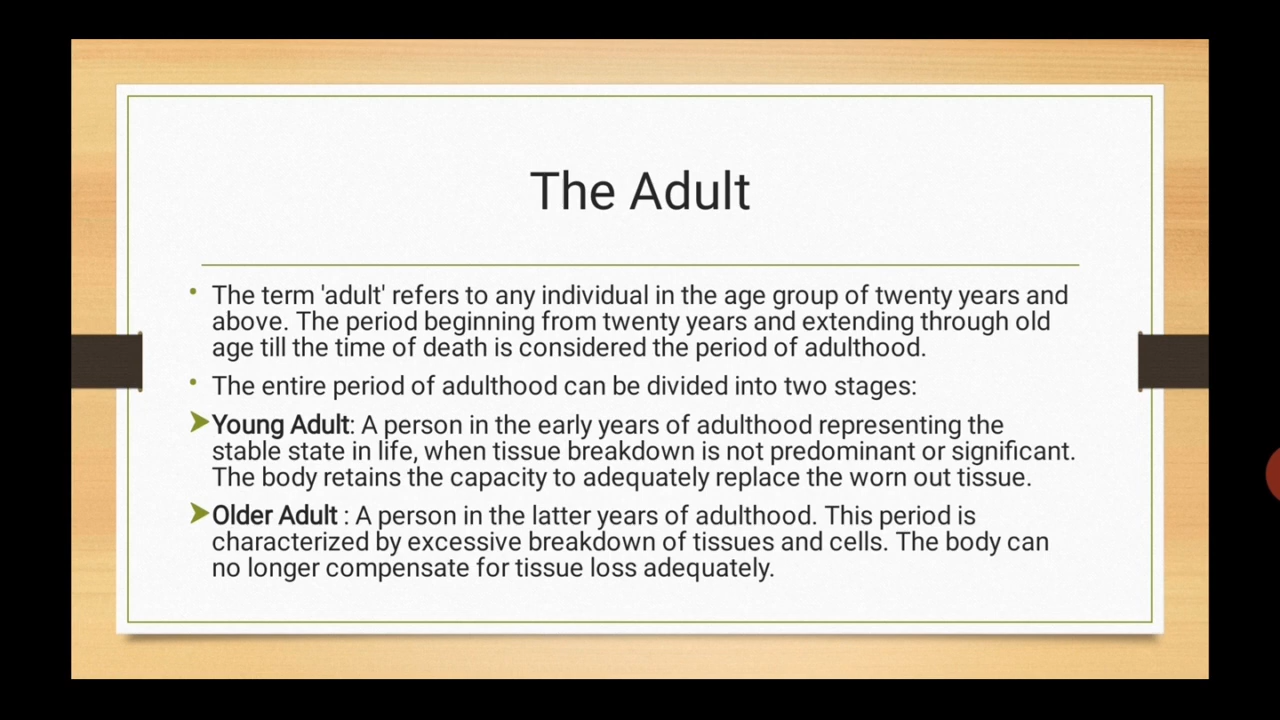 The Adult
• The term 'adult' refers to any individual in the age group of twenty years and
above. The period beginning from twenty years and extending through old
age till the time of death is considered the period of adulthood.
• The entire period of adulthood can be divided into two stages:
➤Young Adult: A person in the early years of adulthood representing the
stable state in life, when tissue breakdown is not predominant or significant.
The body retains the capacity to adequately replace the worn out tissue.
➤Older Adult : A person in the latter years of adulthood. This period is
characterized by excessive breakdown of tissues and cells. The body can
no longer compensate for tissue loss adequately.